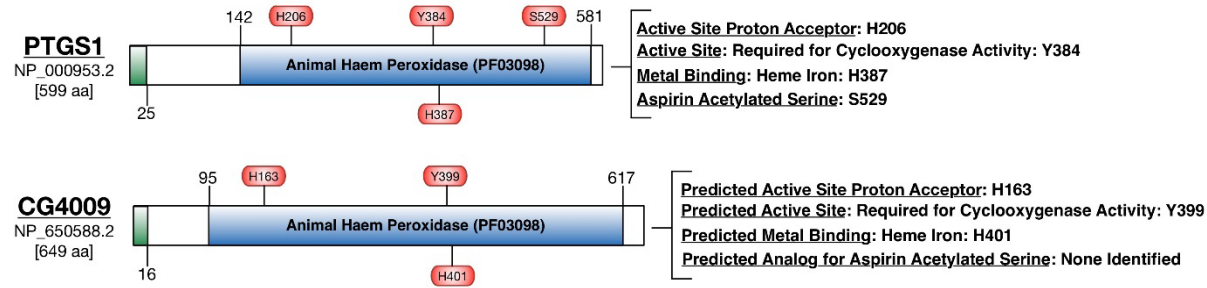 142
H206
Y384
S529
581
PTGS1
NP_000953.2
[599 aa]
Animal Haem Peroxidase (PF03098)
25
H387
Active Site Proton Acceptor: H206
Active Site: Required for Cyclooxygenase Activity: Y384
Metal Binding: Heme Iron: H387
Aspirin Acetylated Serine: S529
95
H163
Y399
617
CG4009
NP_650588.2
[649 aa]
Animal Haem Peroxidase (PF03098)
16
H401
Predicted Active Site Proton Acceptor: H163
Predicted Active Site: Required for Cyclooxygenase Activity: Y399
Predicted Metal Binding: Heme Iron: H401
Predicted Analog for Aspirin Acetylated Serine: None Identified